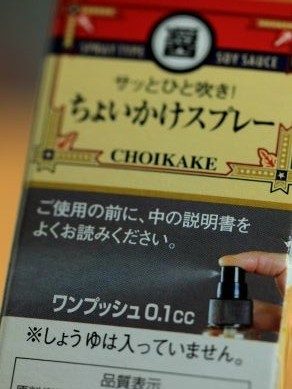 SPRAY TYPE SOY SAUCE
サッとひと吹き!
ちょいかけスプレー
CHOIKAKE
ご使用の前に、中の説明書を
よくお読みください。
ワンプッシュ0.1cc
※しょうゆは入っていません。
品質表示